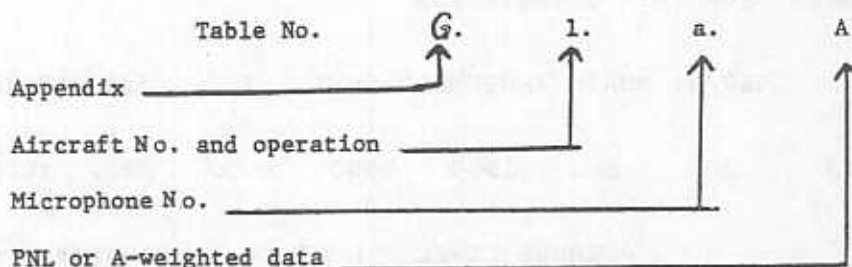 Table No. G. 1. a. A
Appendix
Aircraft No. and operation
Microphone No.
PNL or A-weighted data